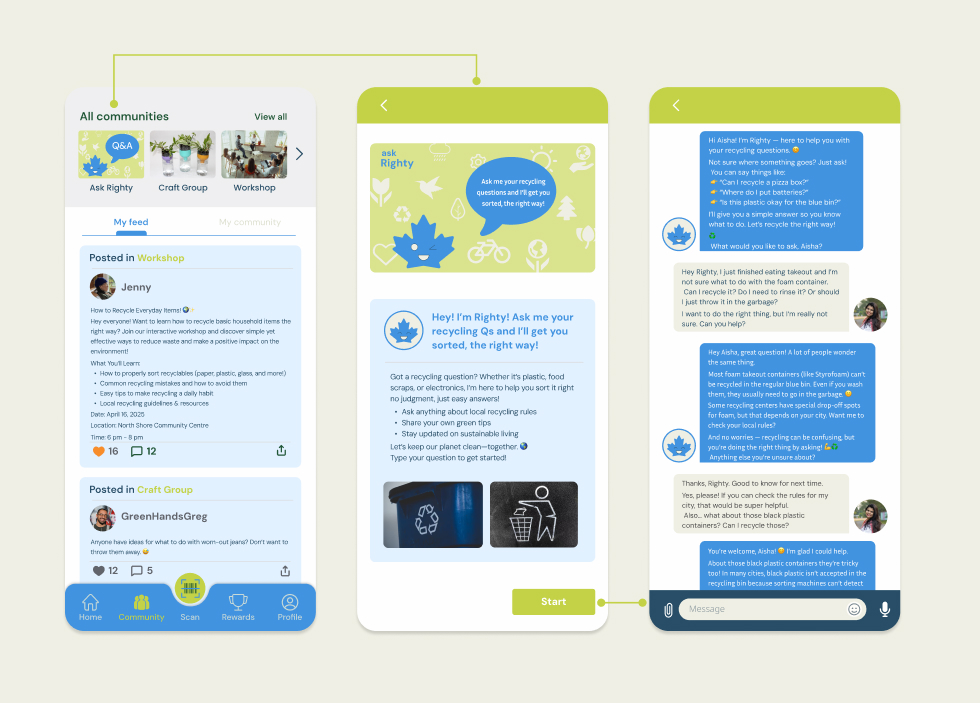 All communities
View all
Q&A
Ask Righty
Craft Group
Workshop
My feed
My community
Posted in Workshop
Jenny
How to Recycle Everyday Items! 🌎✨
Hey everyone! Want to learn how to recycle basic household items the
right way? Join our interactive workshop and discover simple yet
effective ways to reduce waste and make a positive impact on the
environment!
What You'll Learn:
• How to properly sort recyclables (paper, plastic, glass, and more!)
• Common recycling mistakes and how to avoid them
• Easy tips to make recycling a daily habit
• Local recycling guidelines & resources
Date: April 16, 2025
Location: North Shore Community Centre
Time: 6 pm - 8 pm
16
12
Posted in Craft Group
GreenHandsGreg
Anyone have ideas for what to do with worn-out jeans? Don't want to
throw them away. 😅
12
5
Home
Community
Scan
Rewards
Profile
ask
Righty
Ask me your recycling
questions and I'll get you
sorted, the right way!
Hey! I'm Righty! Ask me your
recycling Qs and I'll get you
sorted, the right way!
Got a recycling question? Whether it's plastic, food
scraps, or electronics, I'm here to help you sort it right
no judgment, just easy answers!
• Ask anything about local recycling rules
• Share your own green tips
• Stay updated on sustainable living
Let's keep our planet clean—together. 🌎
Type your question to get started!
Start
Hi Aisha! I'm Righty — here to help you with
your recycling questions. 😊
Not sure where something goes? Just ask!
You can say things like:
👉 "Can I recycle a pizza box?"
👉 "Where do I put batteries?"
👉 "Is this plastic okay for the blue bin?"
I'll give you a simple answer so you know
what to do. Let's recycle the right way!
♻️
What would you like to ask, Aisha?
Hey Righty, I just finished eating takeout and I'm
not sure what to do with the foam container.
Can I recycle it? Do I need to rinse it? Or should
I just throw it in the garbage?
I want to do the right thing, but I'm really not
sure. Can you help?
Hey Aisha, great question! A lot of people wonder
the same thing.
Most foam takeout containers (like Styrofoam) can't
be recycled in the regular blue bin. Even if you wash
them, they usually need to go in the garbage. 😕
Some recycling centers have special drop-off spots
for foam, but that depends on your city. Want me to
check your local rules?
And no worries — recycling can be confusing, but
you're doing the right thing by asking! 💪♻️
Anything else you're unsure about?
Thanks, Righty. Good to know for next time.
Yes, please! If you can check the rules for my
city, that would be super helpful.
Also... what about those black plastic
containers? Can I recycle those?
You're welcome, Aisha! 😊 I'm glad I could help.
About those black plastic containers they're tricky
too! In many cities, black plastic isn't accepted in the
recycling bin because sorting machines can't detect
Message